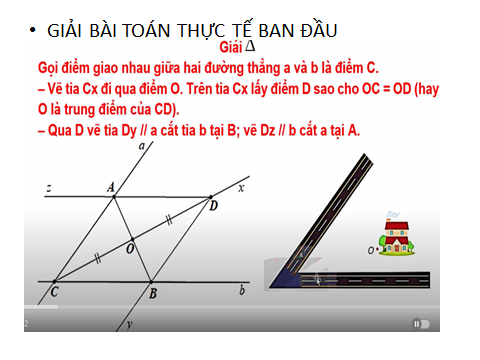 • GIẢI BÀI TOÁN THỰC TẾ BAN ĐẦU
Giải Δ
Gọi điểm giao nhau giữa hai đường thẳng a và b là điểm C.
– Vẽ tia Cx đi qua điểm O. Trên tia Cx lấy điểm D sao cho OC = OD (hay
O là trung điểm của CD).
– Qua D vẽ tia Dy // a cắt tia b tại B; vẽ Dz // b cắt a tại A.
a
z A D x
O
C B b
y
O